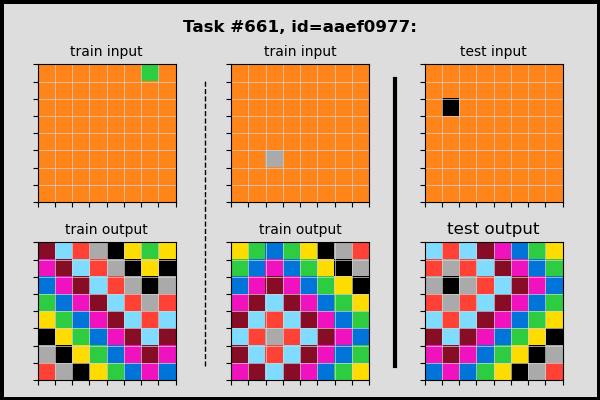 Task #661, id=aaef0977:
train input
train input
test input
train output
train output
test output